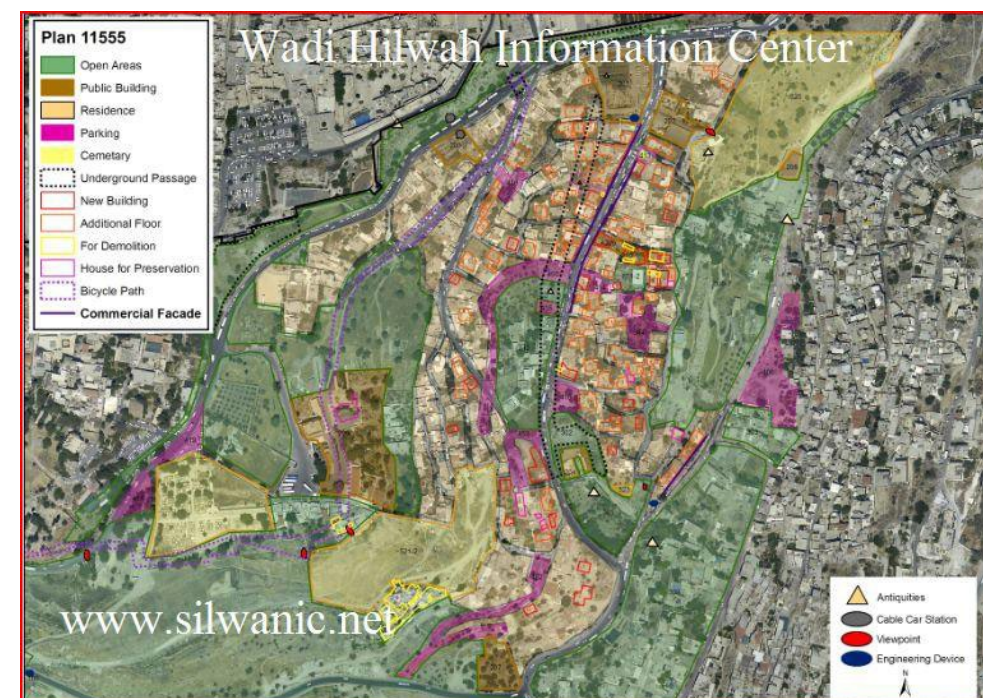 Wadi Hilwah Information Center
Plan 11555
Open Areas
Public Building
Residence
Parking
Cemetary
Underground Passage
New Building
Additional Floor
For Demolition
House for Preservation
Bicycle Path
Commercial Facade
www.silwanic.net
Antiquities
Cable Car Station
Viewpoint
Engineering Device
N